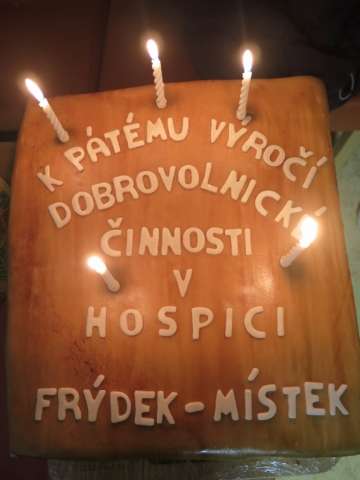 K PÁTÉMU VÝROČÍ
DOBROVOLNICKÉ
ČINNOSTI
V
HOSPICI
FRÝDEK-MÍSTEK